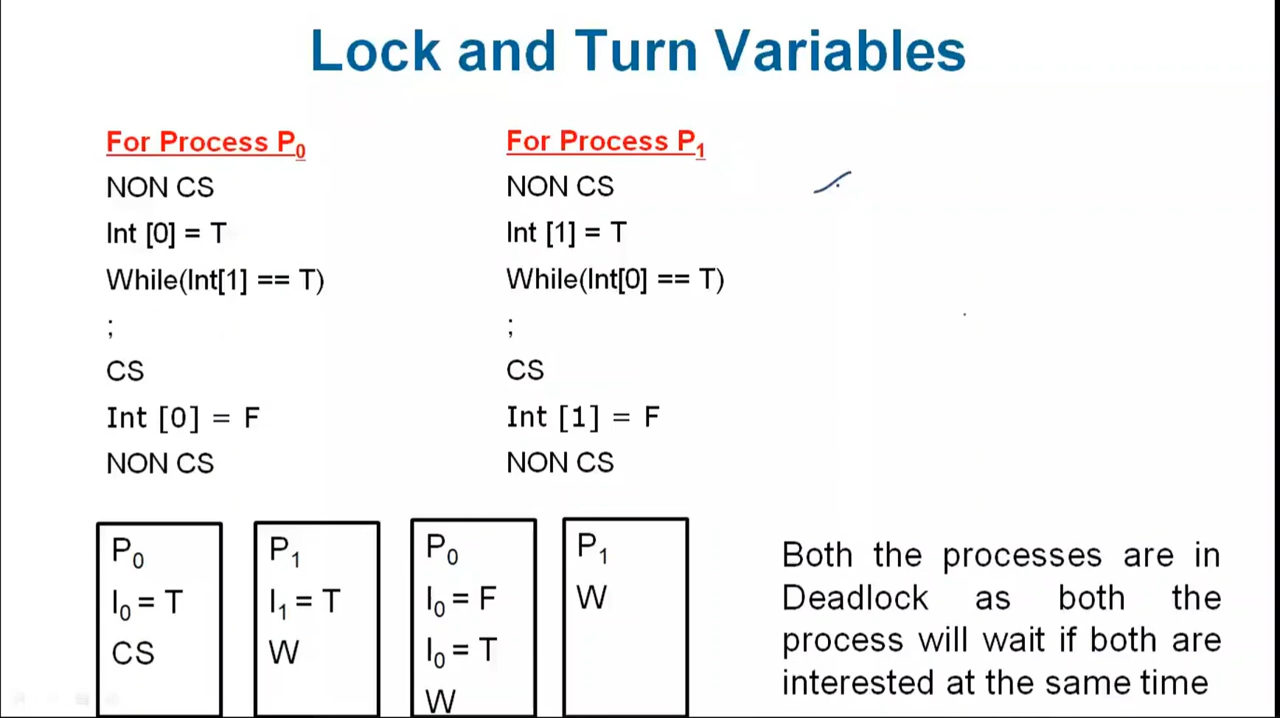 Lock and Turn Variables
For Process P0
NON CS
Int [0] = T
While(Int[1] == T)
;
CS
Int [0] = F
NON CS
For Process P1
NON CS
Int [1] = T
While(Int[0] == T)
;
CS
Int [1] = F
NON CS
P0
I0 = T
CS
P1
I1 = T
W
P0
I0 = F
I0 = T
W
P1
W
Both the processes are in
Deadlock as both the
process will wait if both are
interested at the same time